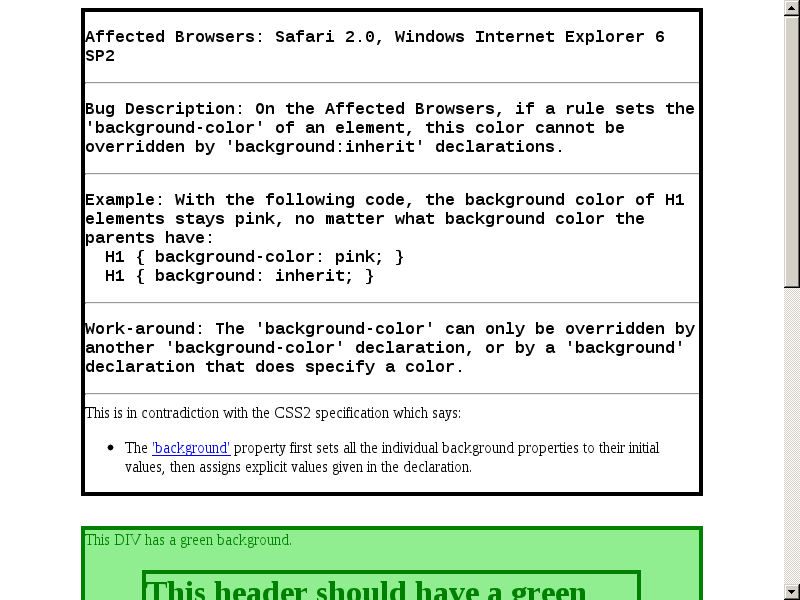 Affected Browsers: Safari 2.0, Windows Internet Explorer 6
SP2
Bug Description: On the Affected Browsers, if a rule sets the
'background-color' of an element, this color cannot be
overridden by 'background:inherit' declarations.
Example: With the following code, the background color of H1
elements stays pink, no matter what background color the
parents have:
H1 { background-color: pink; }
H1 { background: inherit; }
Work-around: The 'background-color' can only be overridden by
another 'background-color' declaration, or by a 'background'
declaration that does specify a color.
This is in contradiction with the CSS2 specification which says:
The 'background' property first sets all the individual background properties to their initial
values, then assigns explicit values given in the declaration.
This DIV has a green background.
This header should have a green